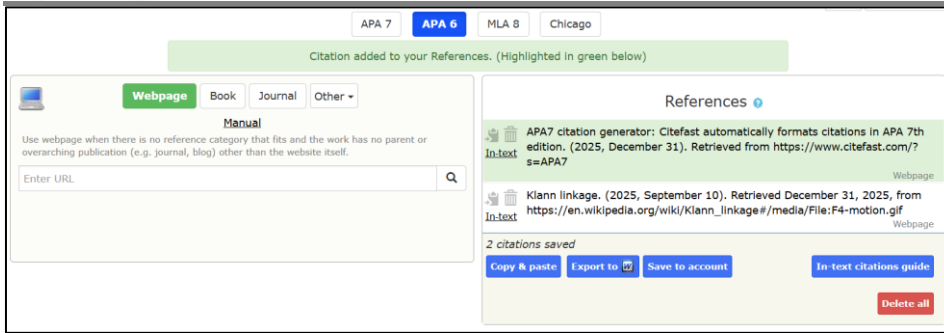 APA 7 APA 6 MLA 8 Chicago
Citation added to your References. (Highlighted in green below)
Webpage Book Journal Other
Manual
Use webpage when there is no reference category that fits and the work has no parent or
overarching publication (e.g. journal, blog) other than the website itself.
Enter URL
References ?
APA7 citation generator: Citefast automatically formats citations in APA 7th
edition. (2025, December 31). Retrieved from https://www.citefast.com/?
s=APA7
In-text
Webpage
Klann linkage. (2025, September 10). Retrieved December 31, 2025, from
https://en.wikipedia.org/wiki/Klann_linkage#/media/File:F4-motion.gif
In-text
Webpage
2 citations saved
Copy & paste Export to Save to account In-text citations guide
Delete all